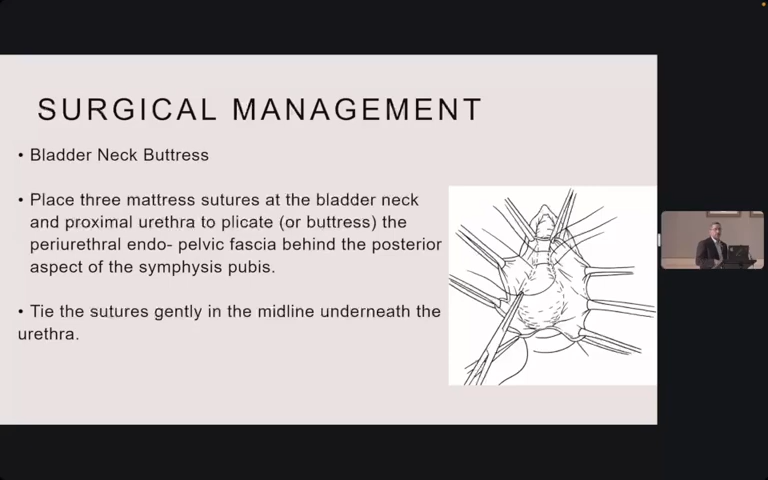 SURGICAL MANAGEMENT
• Bladder Neck Buttress
• Place three mattress sutures at the bladder neck
and proximal urethra to plicate (or buttress) the
periurethral endo- pelvic fascia behind the posterior
aspect of the symphysis pubis.
• Tie the sutures gently in the midline underneath the
urethra.